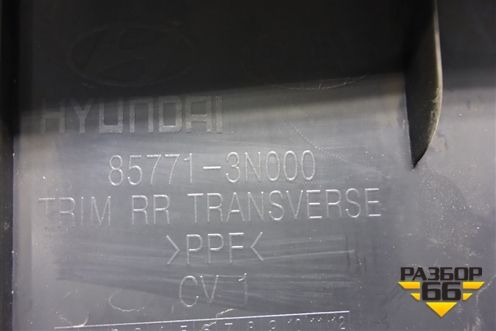 HYUNDAI
85771-3N000
TRIM RR TRANSVERSE
>PPF<
CV 1
РАЗБОР
66